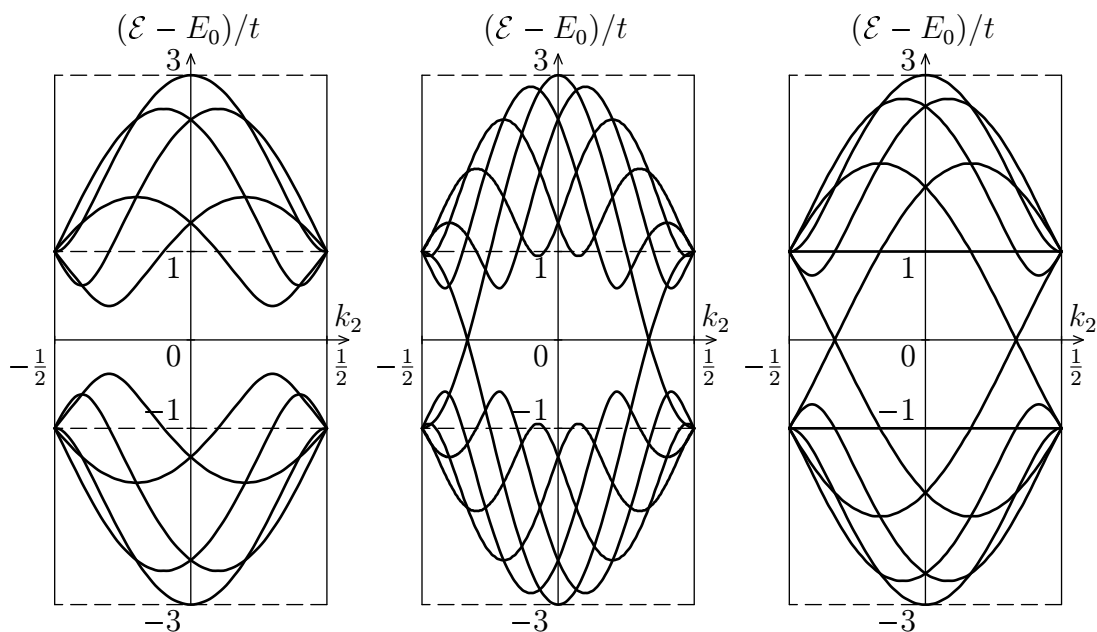 (ℰ − E₀)/t (ℰ − E₀)/t (ℰ − E₀)/t
3 3 3
1 1 1
k₂ k₂ k₂
−1/2 0 1/2 −1/2 0 1/2 −1/2 0 1/2
−1 −1 −1
−3 −3 −3